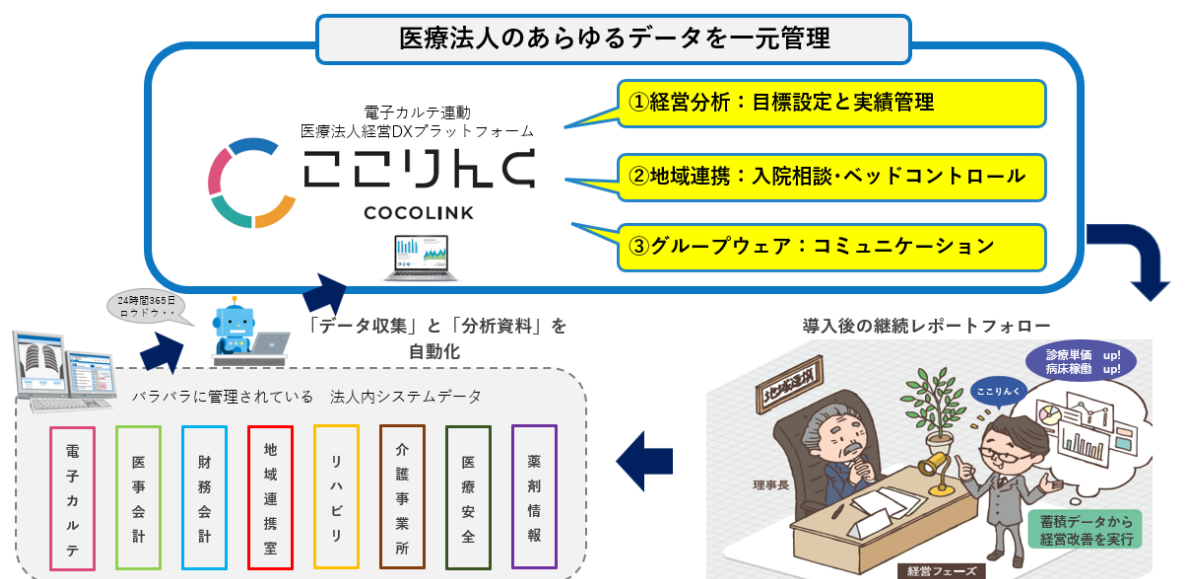 医療法人のあらゆるデータを一元管理
電子カルテ連動
医療法人経営DXプラットフォーム
ここりんく
COCOLINK
①経営分析：目標設定と実績管理
②地域連携：入院相談・ベッドコントロール
③グループウェア：コミュニケーション
24時間365日
ロウドウ・・
「データ収集」と「分析資料」を
自動化
バラバラに管理されている　法人内システムデータ
電子カルテ
医事会計
財務会計
地域連携室
リハビリ
介護事業所
医療安全
薬剤情報
導入後の継続レポートフォロー
診療単価　up!
病床稼働　up!
ここりんく
地域連携
理事長
蓄積データから
経営改善を実行
経営フェーズ